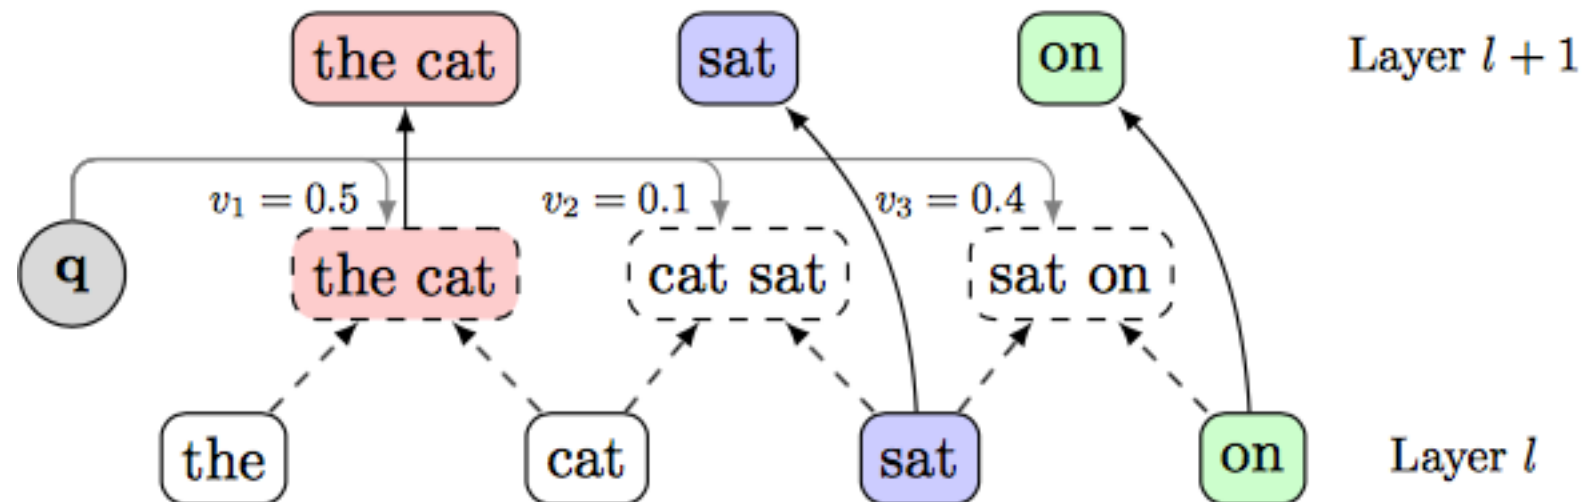 the cat sat on Layer l + 1
v₁ = 0.5 v₂ = 0.1 v₃ = 0.4
q the cat cat sat sat on
the cat sat on Layer l